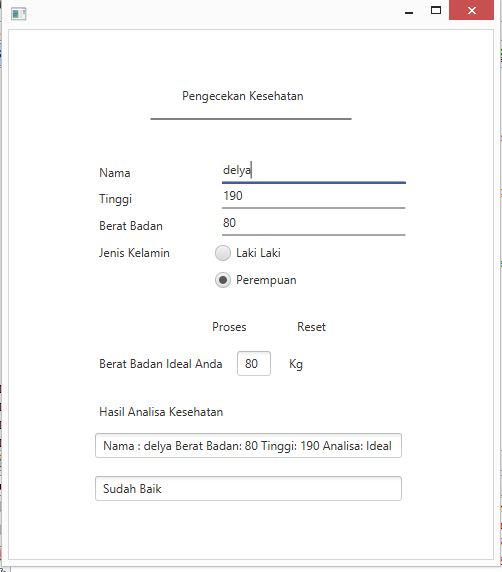 Pengecekan Kesehatan
Nama delya
Tinggi 190
Berat Badan 80
Jenis Kelamin Laki Laki
Perempuan
Proses Reset
Berat Badan Ideal Anda 80 Kg
Hasil Analisa Kesehatan
Nama : delya Berat Badan: 80 Tinggi: 190 Analisa: Ideal
Sudah Baik